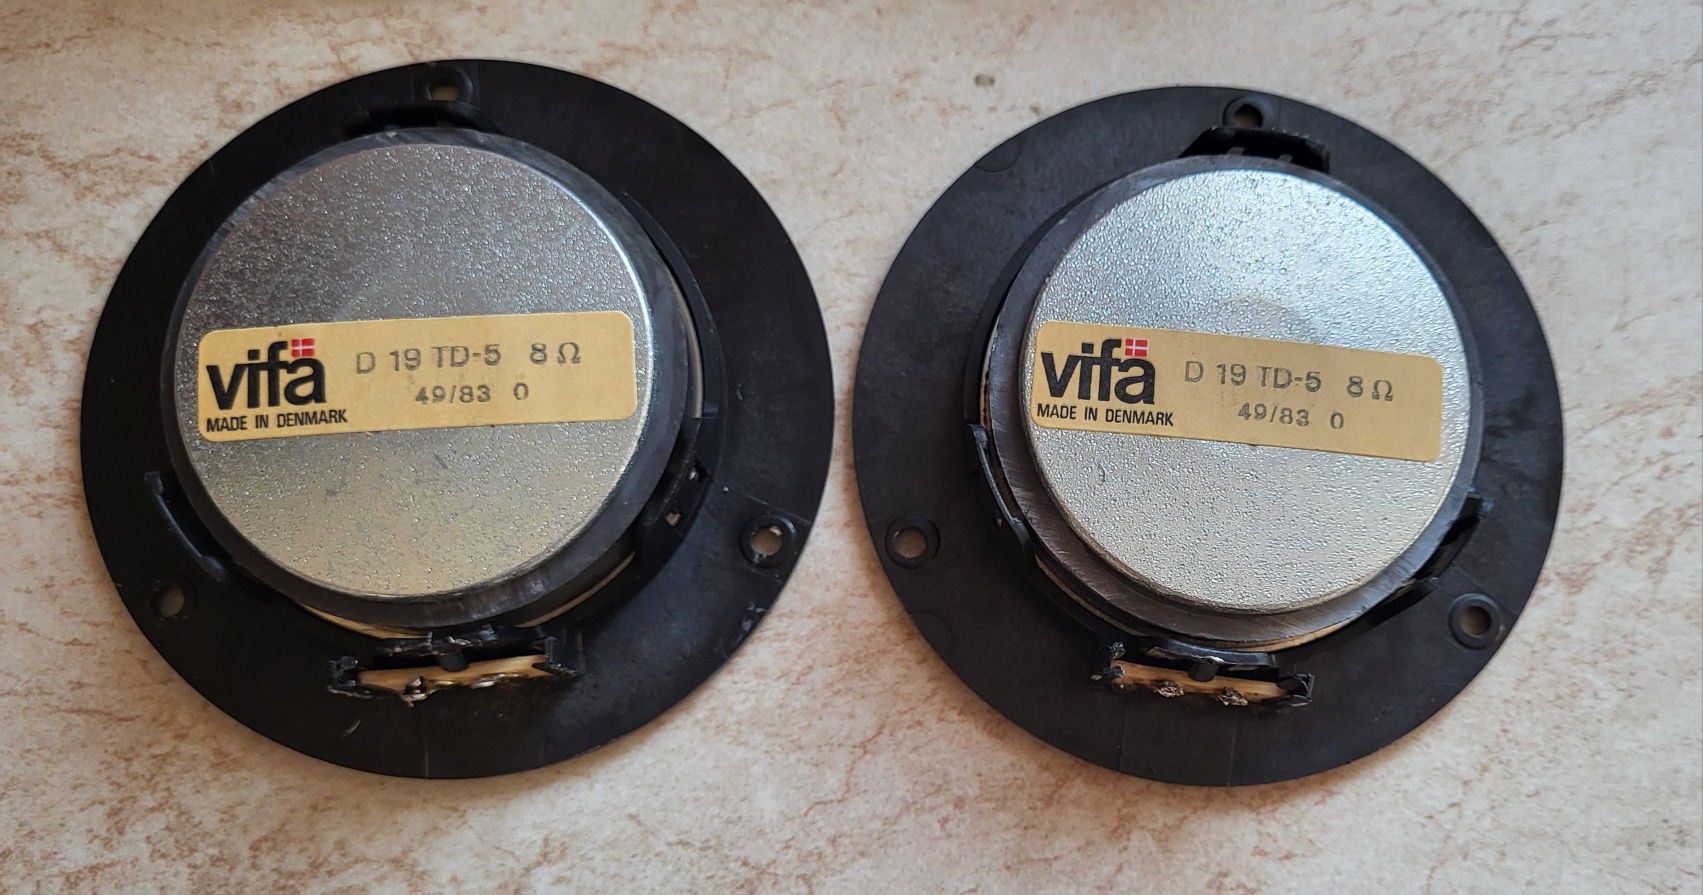 vifa D 19 TD-5 8 Ω
49/83 0
MADE IN DENMARK
vifa D 19 TD-5 8 Ω
49/83 0
MADE IN DENMARK